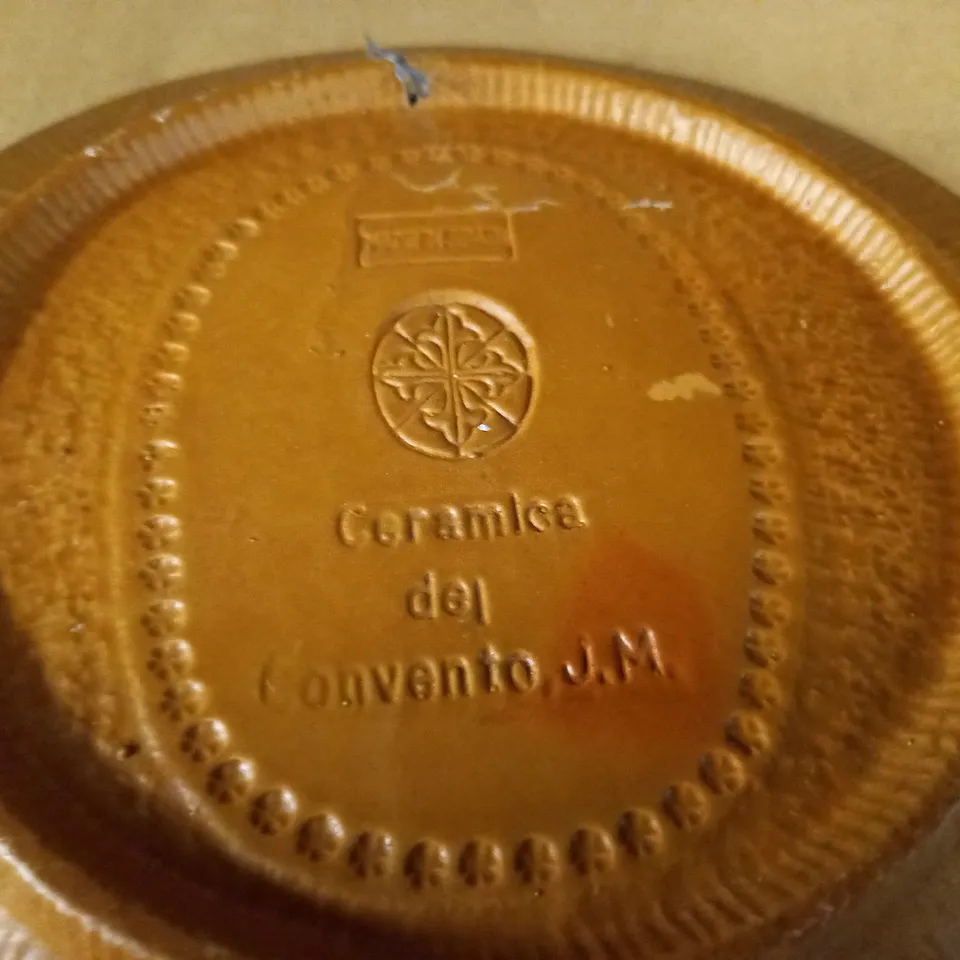 Ceramica
del
Convento, J.M.